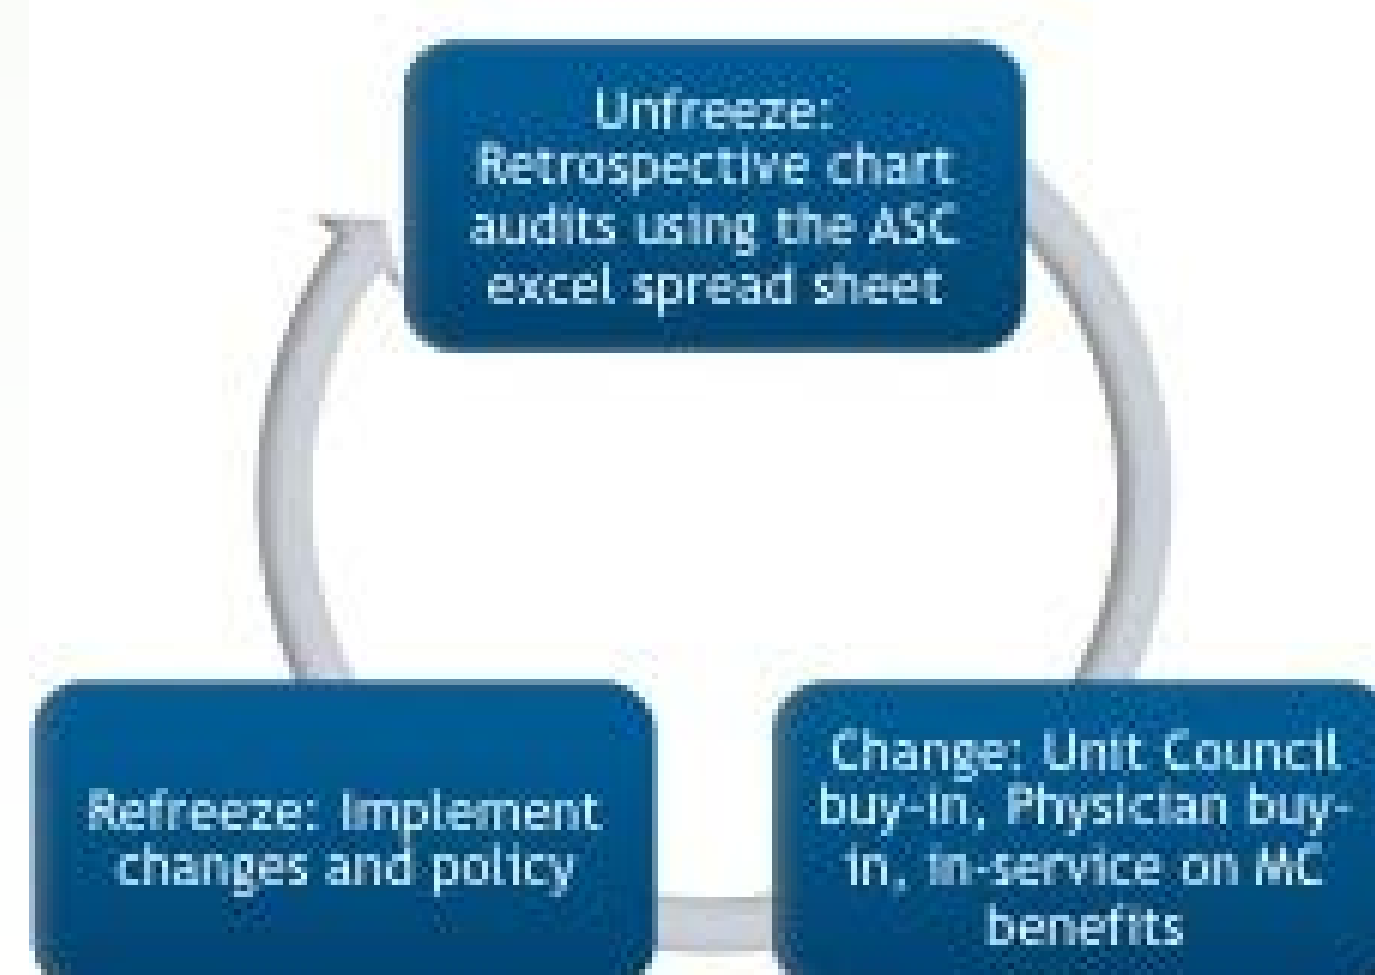 Unfreeze:
Retrospective chart
audits using the ASC
excel spread sheet
Change: Unit Council
buy-in, Physician buy-
in, in-service on MC
benefits
Refreeze: Implement
changes and policy